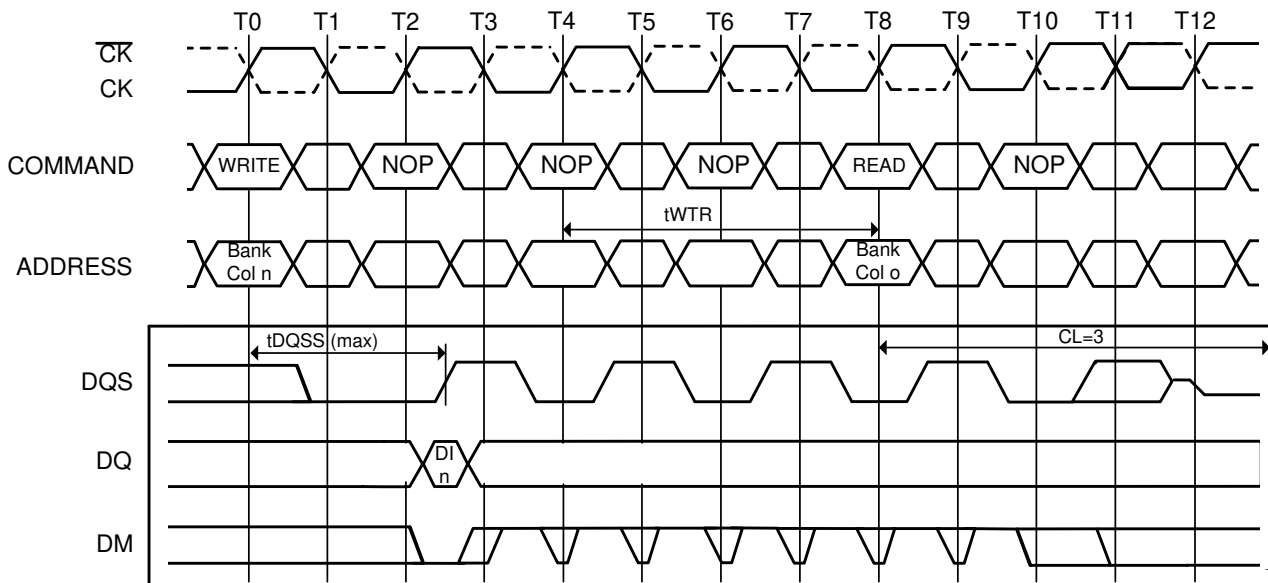 T0 T1 T2 T3 T4 T5 T6 T7 T8 T9 T10 T11 T12
CK
CK
COMMAND WRITE NOP NOP NOP READ NOP
tWTR
ADDRESS Bank Col n Bank Col o
tDQSS (max) CL=3
DQS
DQ DI n
DM